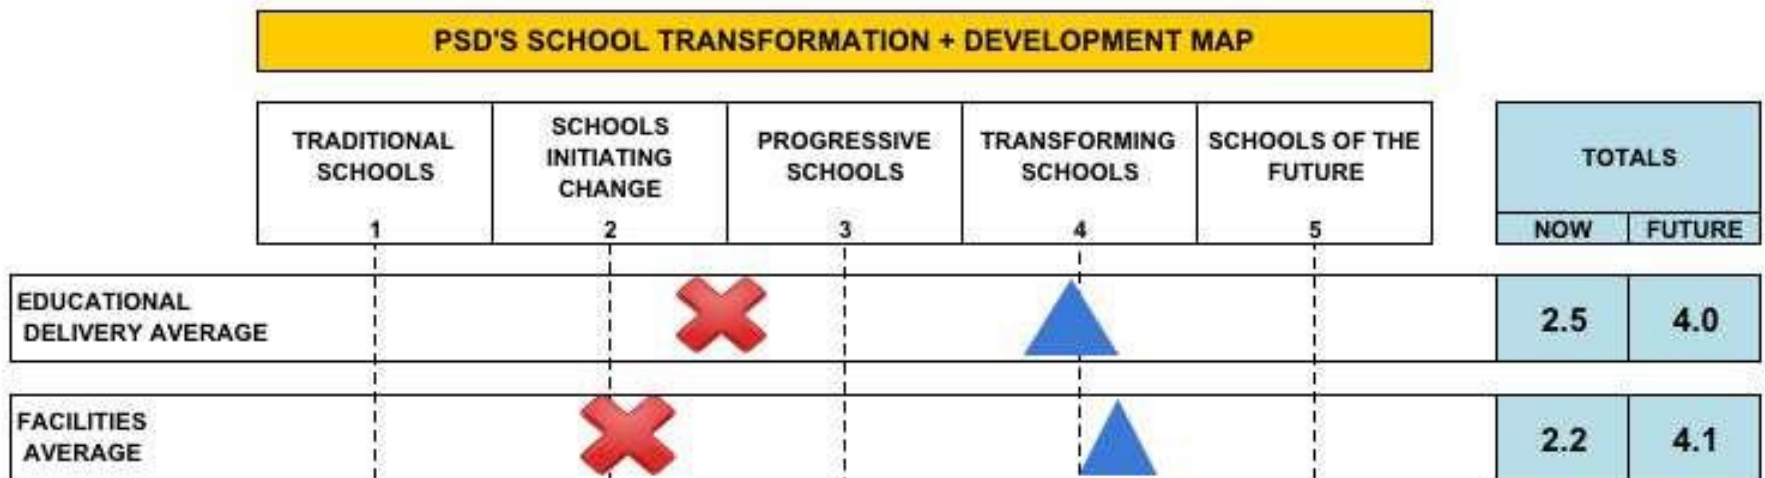 PSD'S SCHOOL TRANSFORMATION + DEVELOPMENT MAP
TRADITIONAL
SCHOOLS
1
SCHOOLS
INITIATING
CHANGE
2
PROGRESSIVE
SCHOOLS
3
TRANSFORMING
SCHOOLS
4
SCHOOLS OF THE
FUTURE
5
TOTALS
NOW FUTURE
EDUCATIONAL
DELIVERY AVERAGE
2.5 4.0
FACILITIES
AVERAGE
2.2 4.1